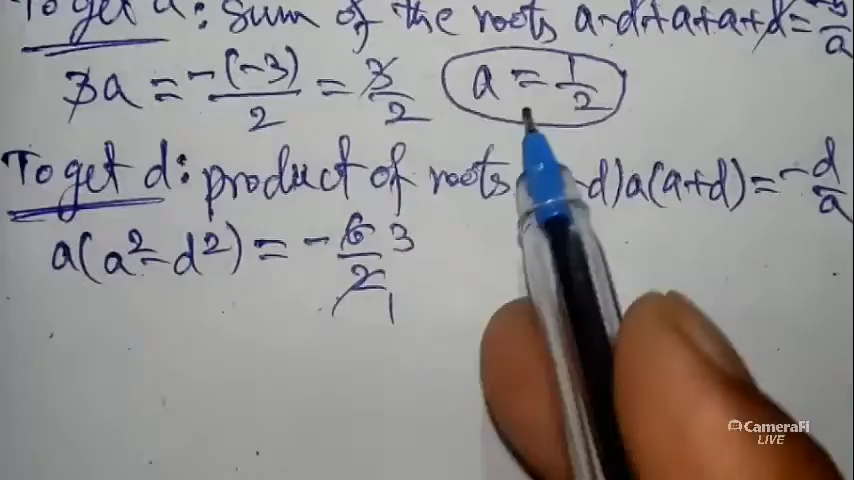 To get a: Sum of the roots a-d+a+a+d=-b/a
3a = -(-3)/2 = 3/2 a = 1/2
To get d: product of roots -d)a(a+d) = -d/a
a(a²-d²) = -6/2 3
1
CameraFi
LIVE